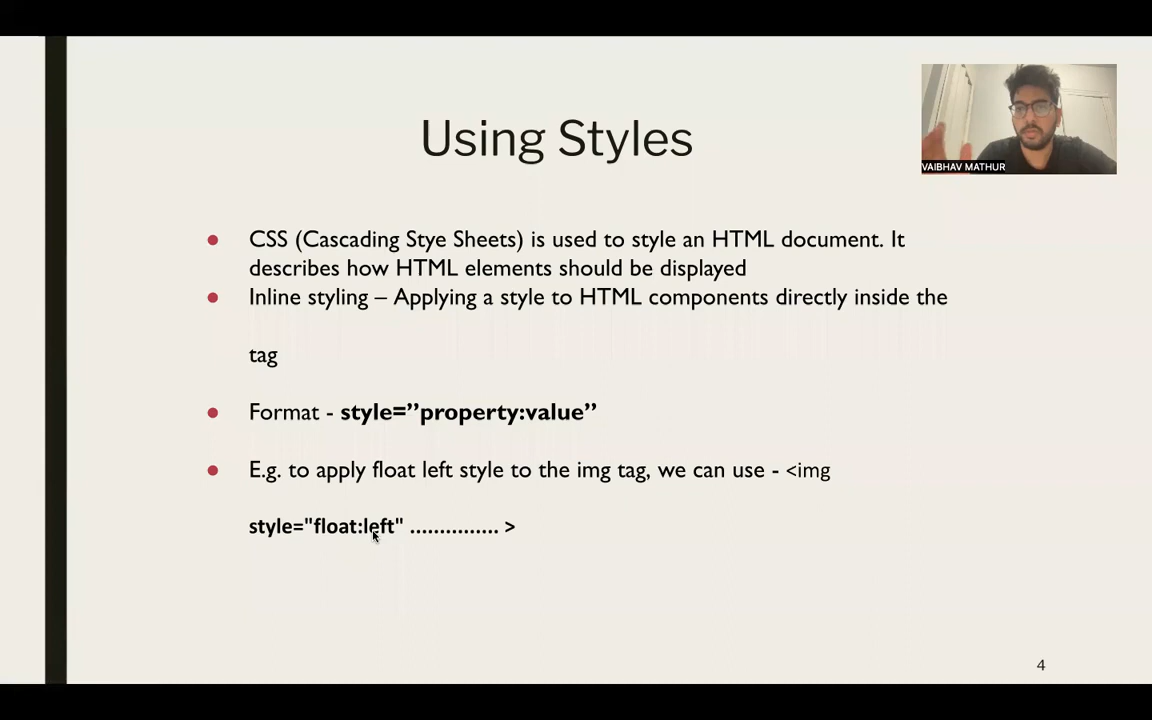 Using Styles
VAIBHAV MATHUR
● CSS (Cascading Stye Sheets) is used to style an HTML document. It
describes how HTML elements should be displayed
● Inline styling – Applying a style to HTML components directly inside the
tag
● Format - style=”property:value”
● E.g. to apply float left style to the img tag, we can use - <img
style="float:left" ............... >
4